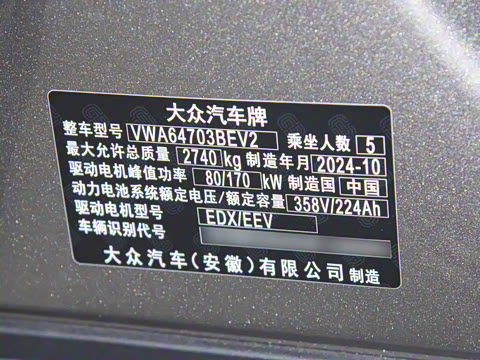 大众汽车牌
整车型号 VWA64703BEV2 乘坐人数 5
最大允许总质量 2740 kg 制造年月 2024-10
驱动电机峰值功率 80/170 kW 制造国 中国
动力电池系统额定电压/额定容量 358V/224Ah
驱动电机型号 EDX/EEV
车辆识别代号
大众汽车(安徽)有限公司 制造